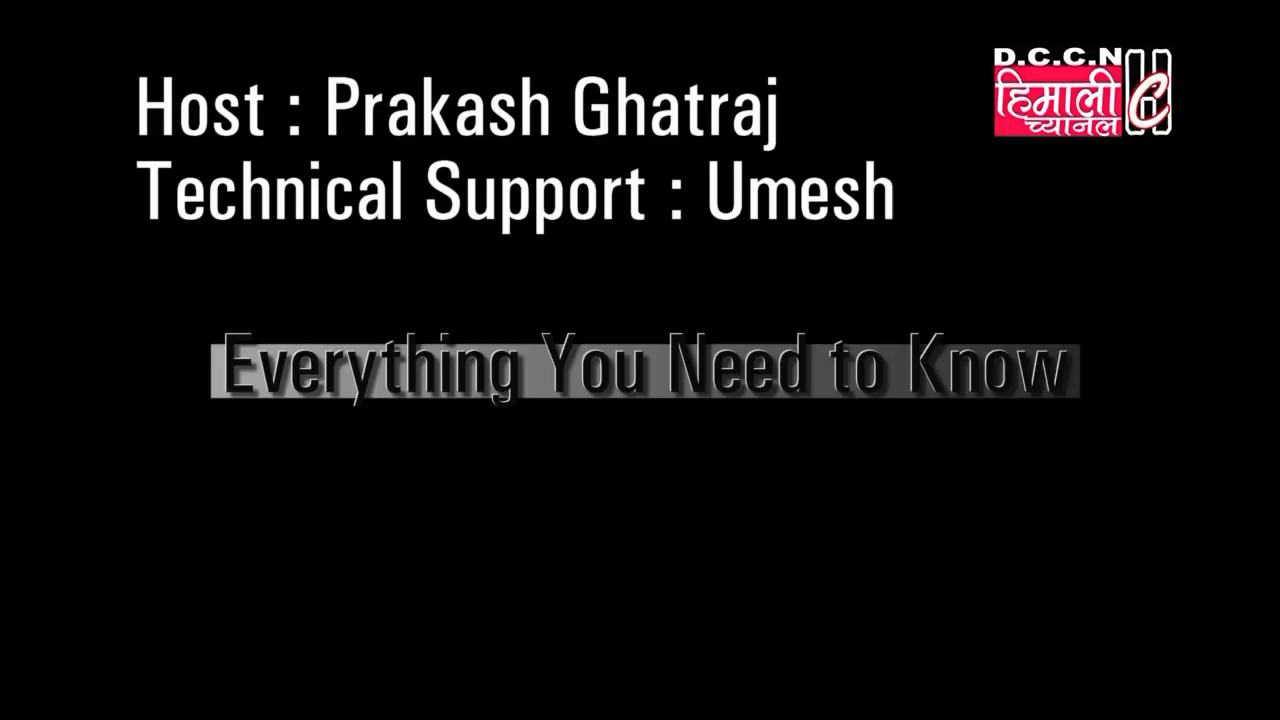 D.C.C.N
हिमाली
च्यानल
Host : Prakash Ghatraj
Technical Support : Umesh
Everything You Need to Know